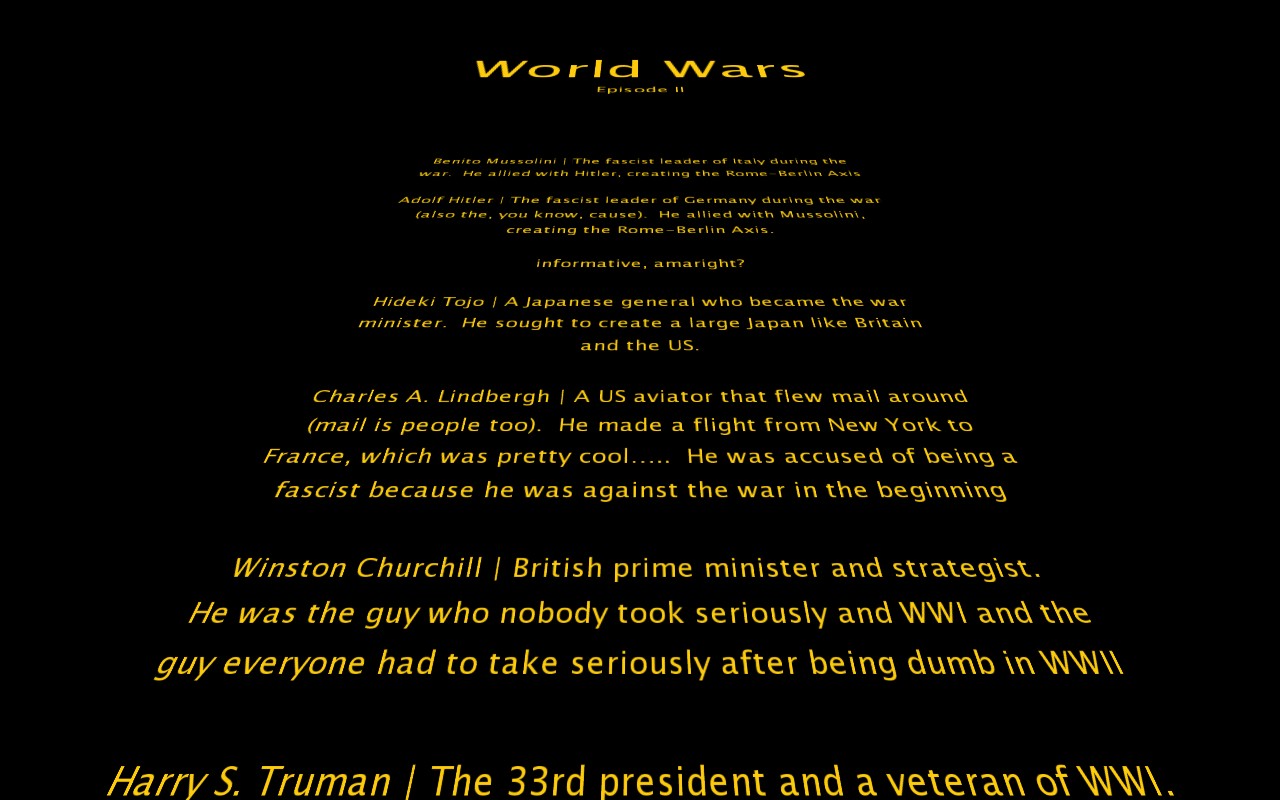 World Wars
Episode II
Benito Mussolini | The fascist leader of Italy during the
war.  He allied with Hitler, creating the Rome-Berlin Axis
Adolf Hitler | The fascist leader of Germany during the war
(also the, you know, cause).  He allied with Mussolini,
creating the Rome-Berlin Axis.
informative, amaright?
Hideki Tojo | A Japanese general who became the war
minister.  He sought to create a large Japan like Britain
and the US.
Charles A. Lindbergh | A US aviator that flew mail around
(mail is people too).  He made a flight from New York to
France, which was pretty cool.....  He was accused of being a
fascist because he was against the war in the beginning
Winston Churchill | British prime minister and strategist.
He was the guy who nobody took seriously and WWI and the
guy everyone had to take seriously after being dumb in WWII
Harry S. Truman | The 33rd president and a veteran of WWI.